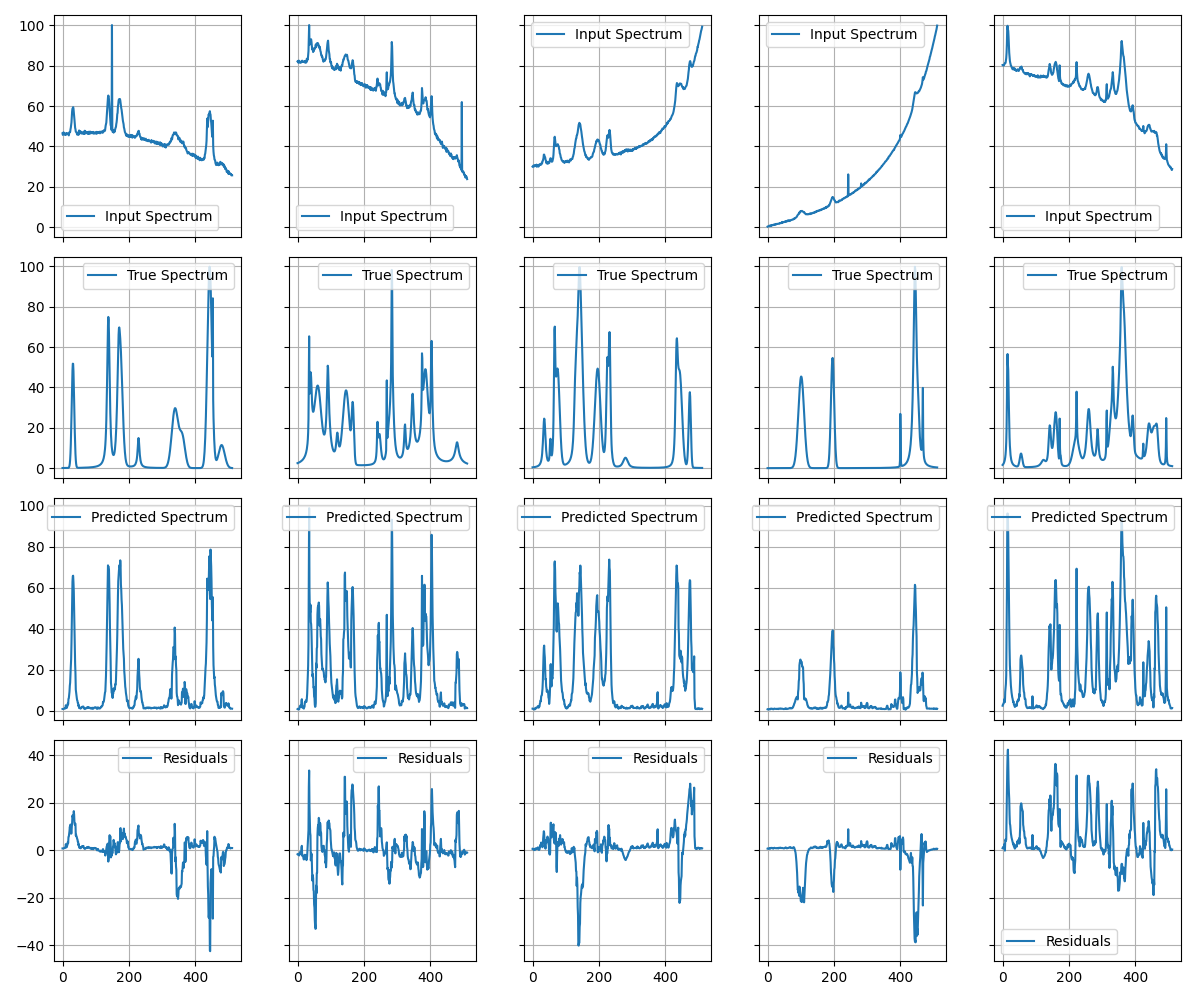 100
80
60
40
20
0
Input Spectrum
Input Spectrum
Input Spectrum
Input Spectrum
Input Spectrum
100
80
60
40
20
0
True Spectrum
True Spectrum
True Spectrum
True Spectrum
True Spectrum
100
80
60
40
20
0
Predicted Spectrum
Predicted Spectrum
Predicted Spectrum
Predicted Spectrum
Predicted Spectrum
40
20
0
−20
−40
Residuals
Residuals
Residuals
Residuals
Residuals
0 200 400 0 200 400 0 200 400 0 200 400 0 200 400